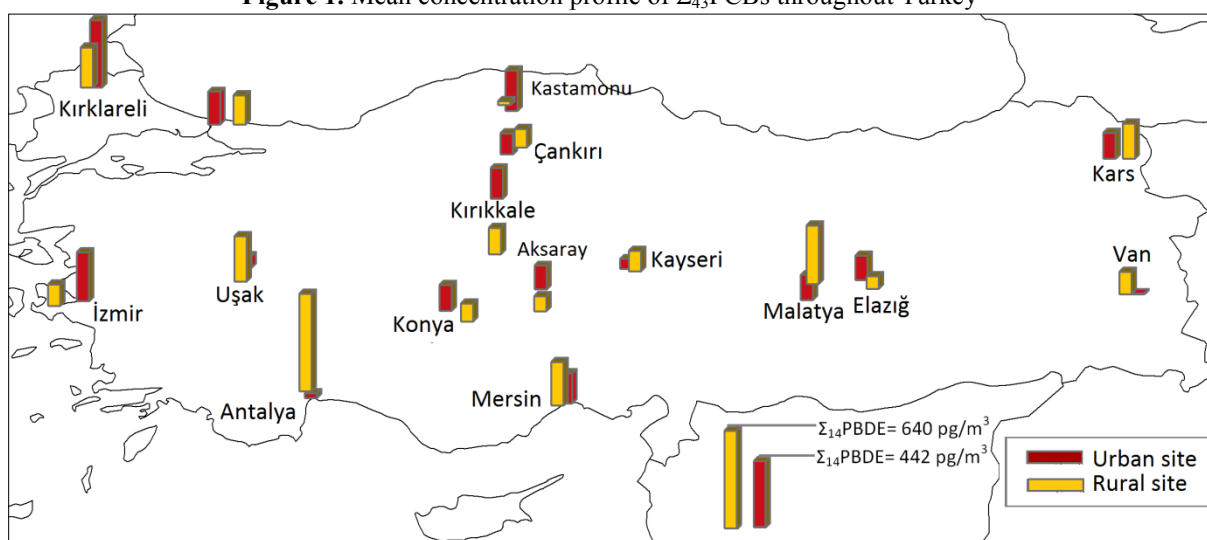 Figure 1. Mean concentration profile of Σ₄₃PCBs throughout Turkey
Kırklareli
Kastamonu
Çankırı
Kars
Kırıkkale
Aksaray
Kayseri
Van
Uşak
İzmir
Konya
Malatya
Elazığ
Antalya
Mersin
Σ₁₄PBDE= 640 pg/m³
Σ₁₄PBDE= 442 pg/m³
Urban site
Rural site